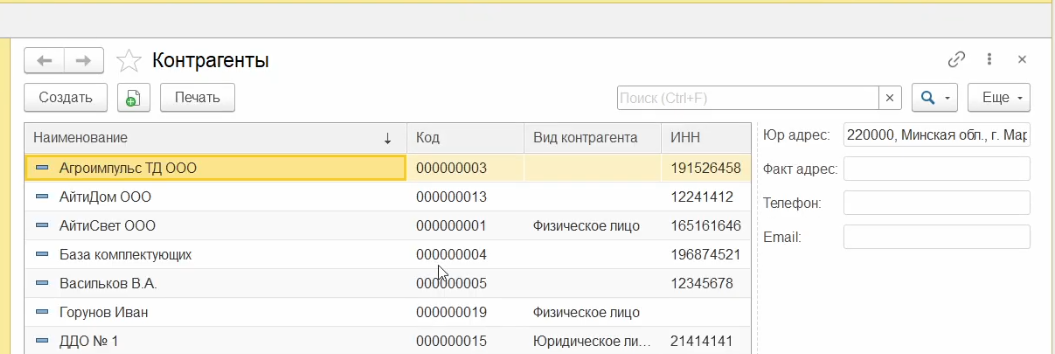 Контрагенты
Создать Печать Поиск (Ctrl+F) Еще
Наименование Код Вид контрагента ИНН Юр адрес: 220000, Минская обл., г. Мар
Агроимпульс ТД ООО 000000003 191526458 Факт адрес:
АйтиДом ООО 000000013 12241412 Телефон:
АйтиСвет ООО 000000001 Физическое лицо 165161646 Email:
База комплектующих 000000004 196874521
Васильков В.А. 000000005 12345678
Горунов Иван 000000019 Физическое лицо
ДДО № 1 000000015 Юридическое ли... 21414141